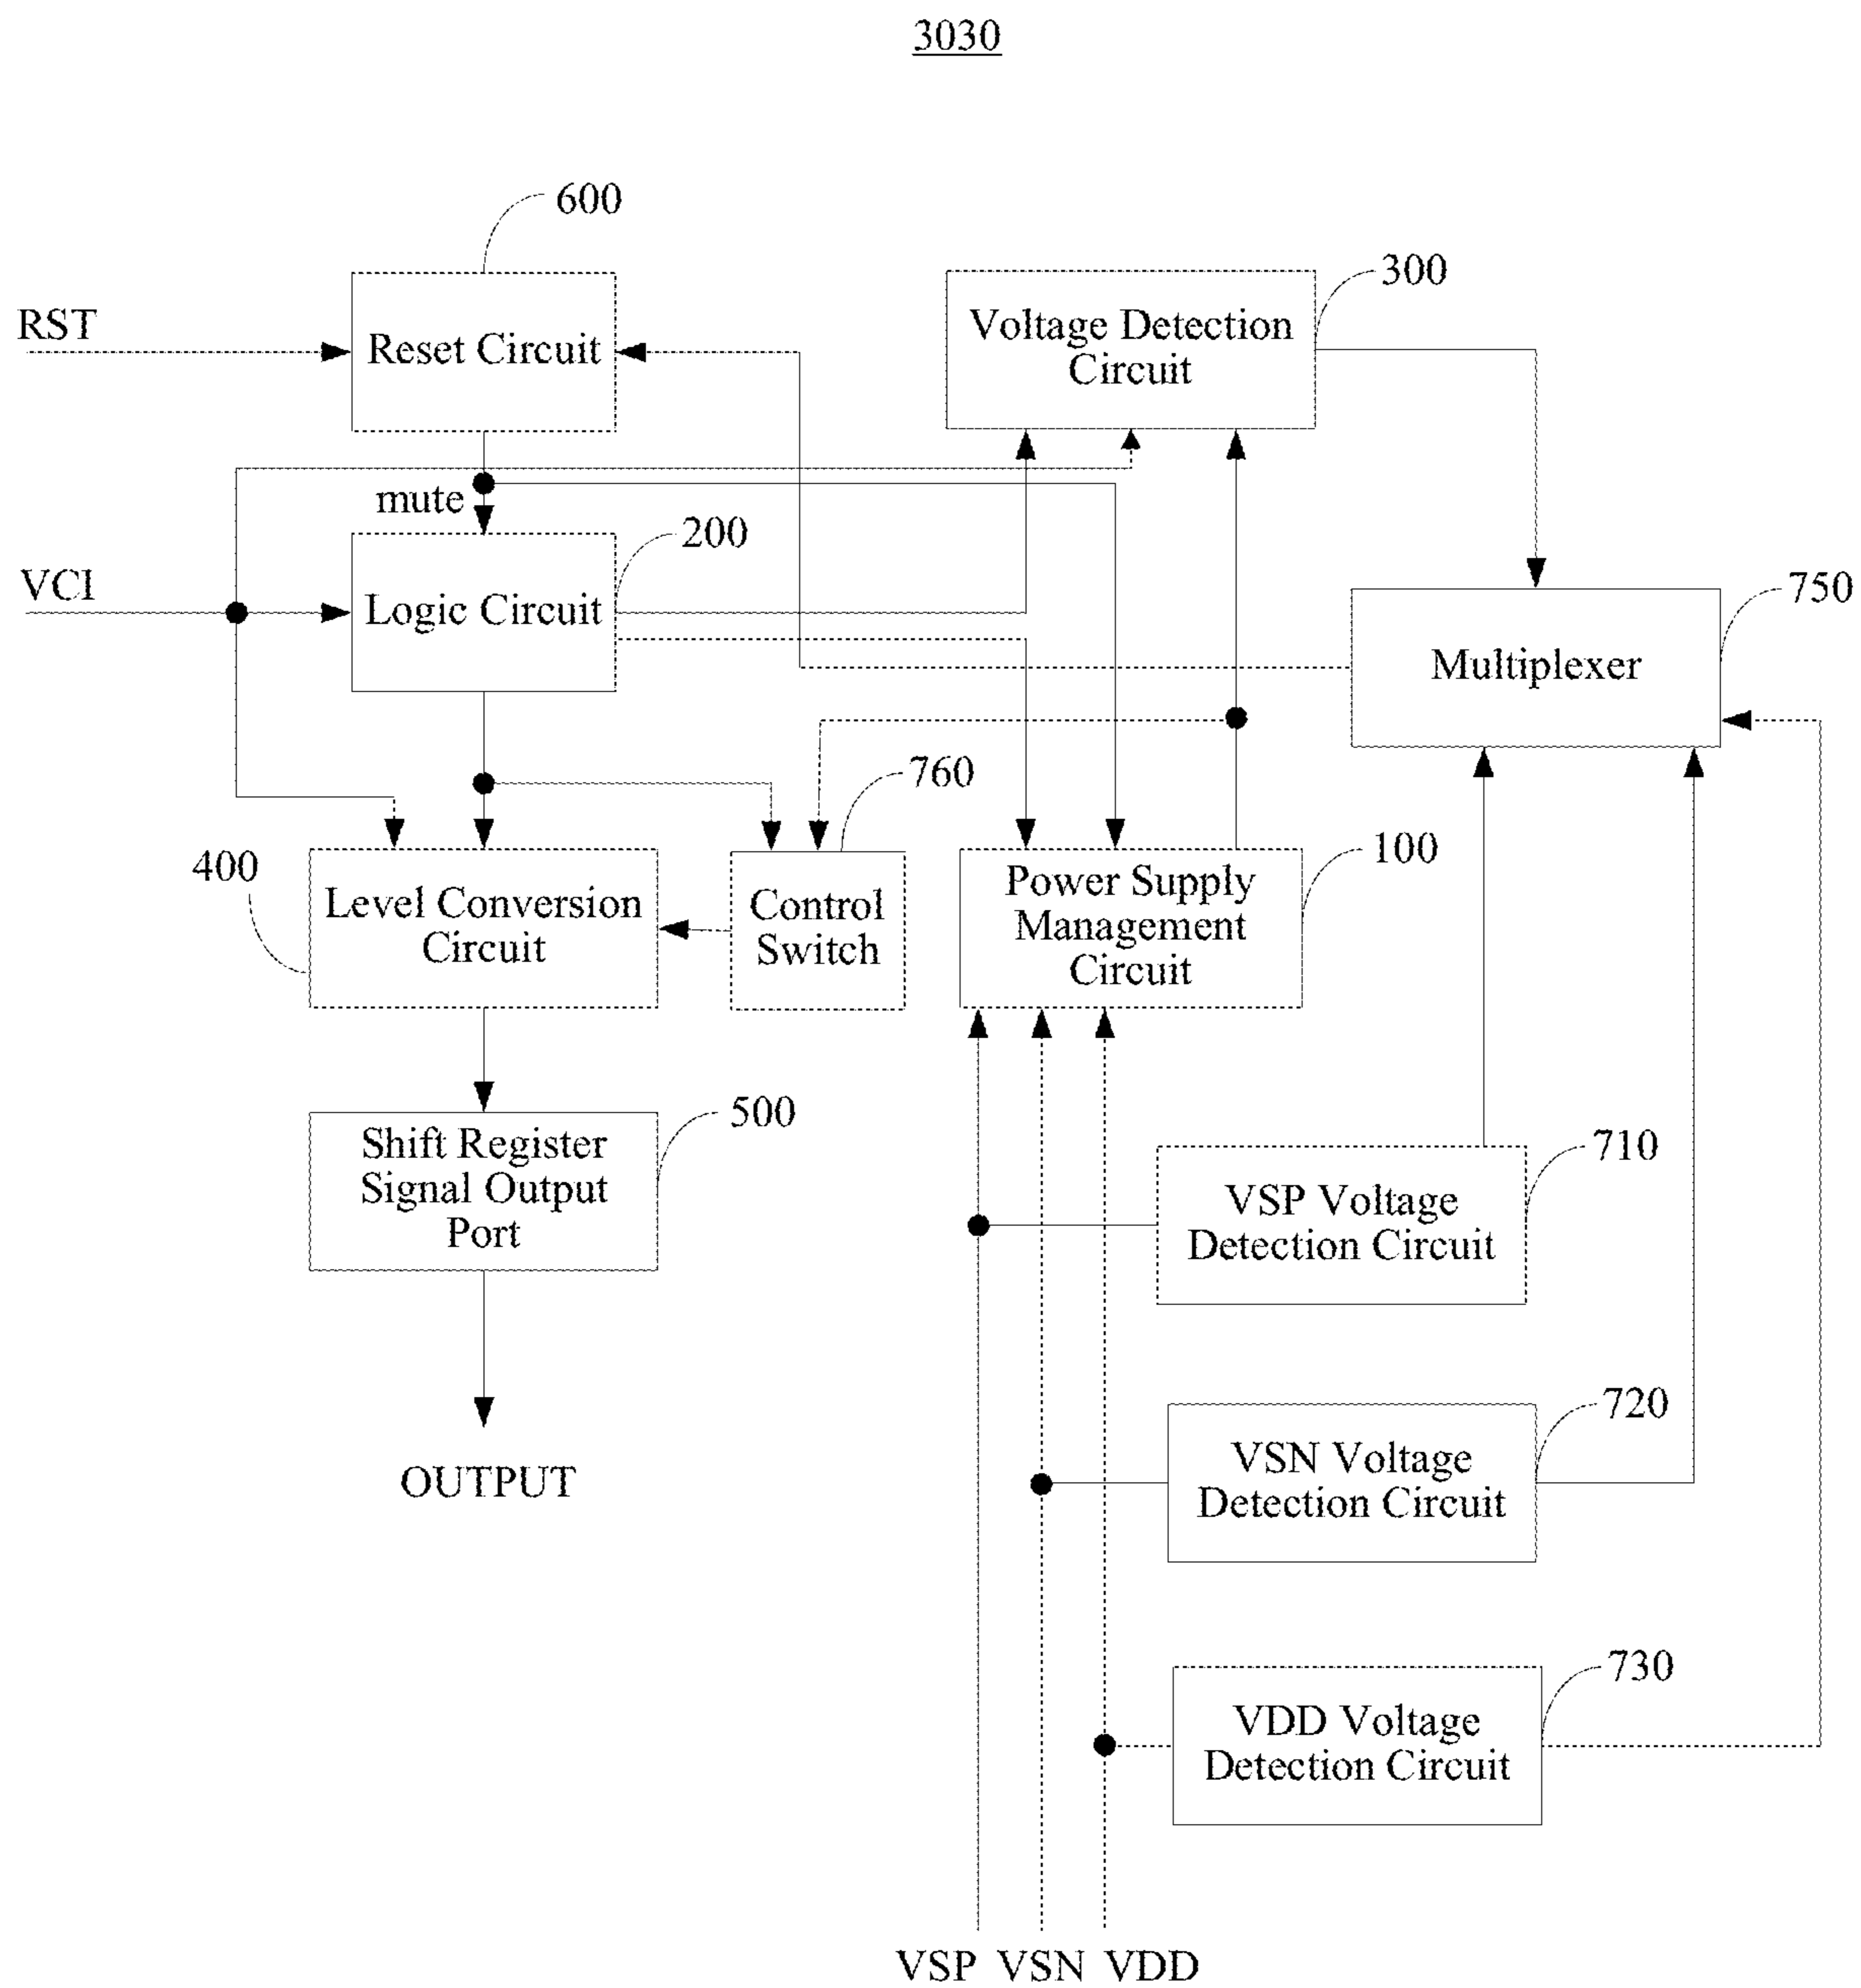 3030
600
300
RST
Reset Circuit
Voltage Detection
Circuit
mute
200
VCI
Logic Circuit
750
Multiplexer
760
400
Level Conversion
Circuit
Control
Switch
100
Power Supply
Management
Circuit
500
Shift Register
Signal Output
Port
710
VSP Voltage
Detection Circuit
720
VSN Voltage
Detection Circuit
OUTPUT
730
VDD Voltage
Detection Circuit
VSP VSN VDD